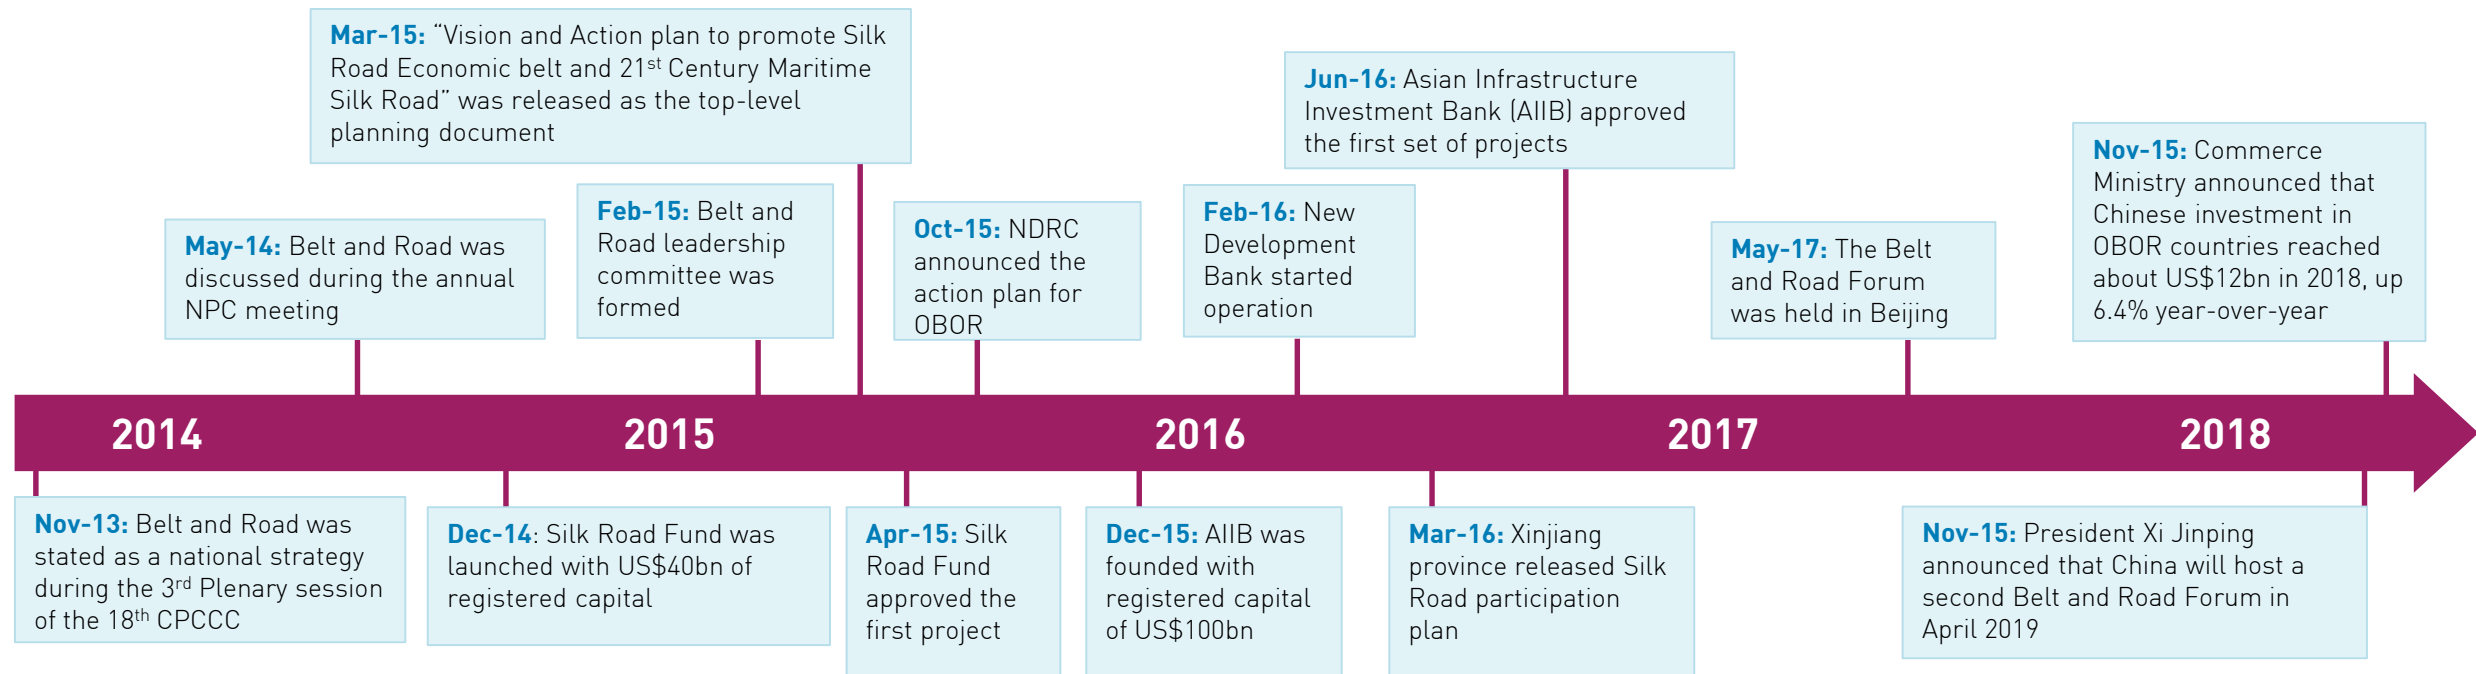 Mar-15: “Vision and Action plan to promote Silk
Road Economic belt and 21st Century Maritime
Silk Road” was released as the top-level
planning document
Jun-16: Asian Infrastructure
Investment Bank (AIIB) approved
the first set of projects
Nov-15: Commerce
Ministry announced that
Chinese investment in
OBOR countries reached
about US$12bn in 2018, up
6.4% year-over-year
May-14: Belt and Road was
discussed during the annual
NPC meeting
Feb-15: Belt and
Road leadership
committee was
formed
Oct-15: NDRC
announced the
action plan for
OBOR
Feb-16: New
Development
Bank started
operation
May-17: The Belt
and Road Forum
was held in Beijing
2014
2015
2016
2017
2018
Nov-13: Belt and Road was
stated as a national strategy
during the 3rd Plenary session
of the 18th CPCCC
Dec-14: Silk Road Fund was
launched with US$40bn of
registered capital
Apr-15: Silk
Road Fund
approved the
first project
Dec-15: AIIB was
founded with
registered capital
of US$100bn
Mar-16: Xinjiang
province released Silk
Road participation
plan
Nov-15: President Xi Jinping
announced that China will host a
second Belt and Road Forum in
April 2019